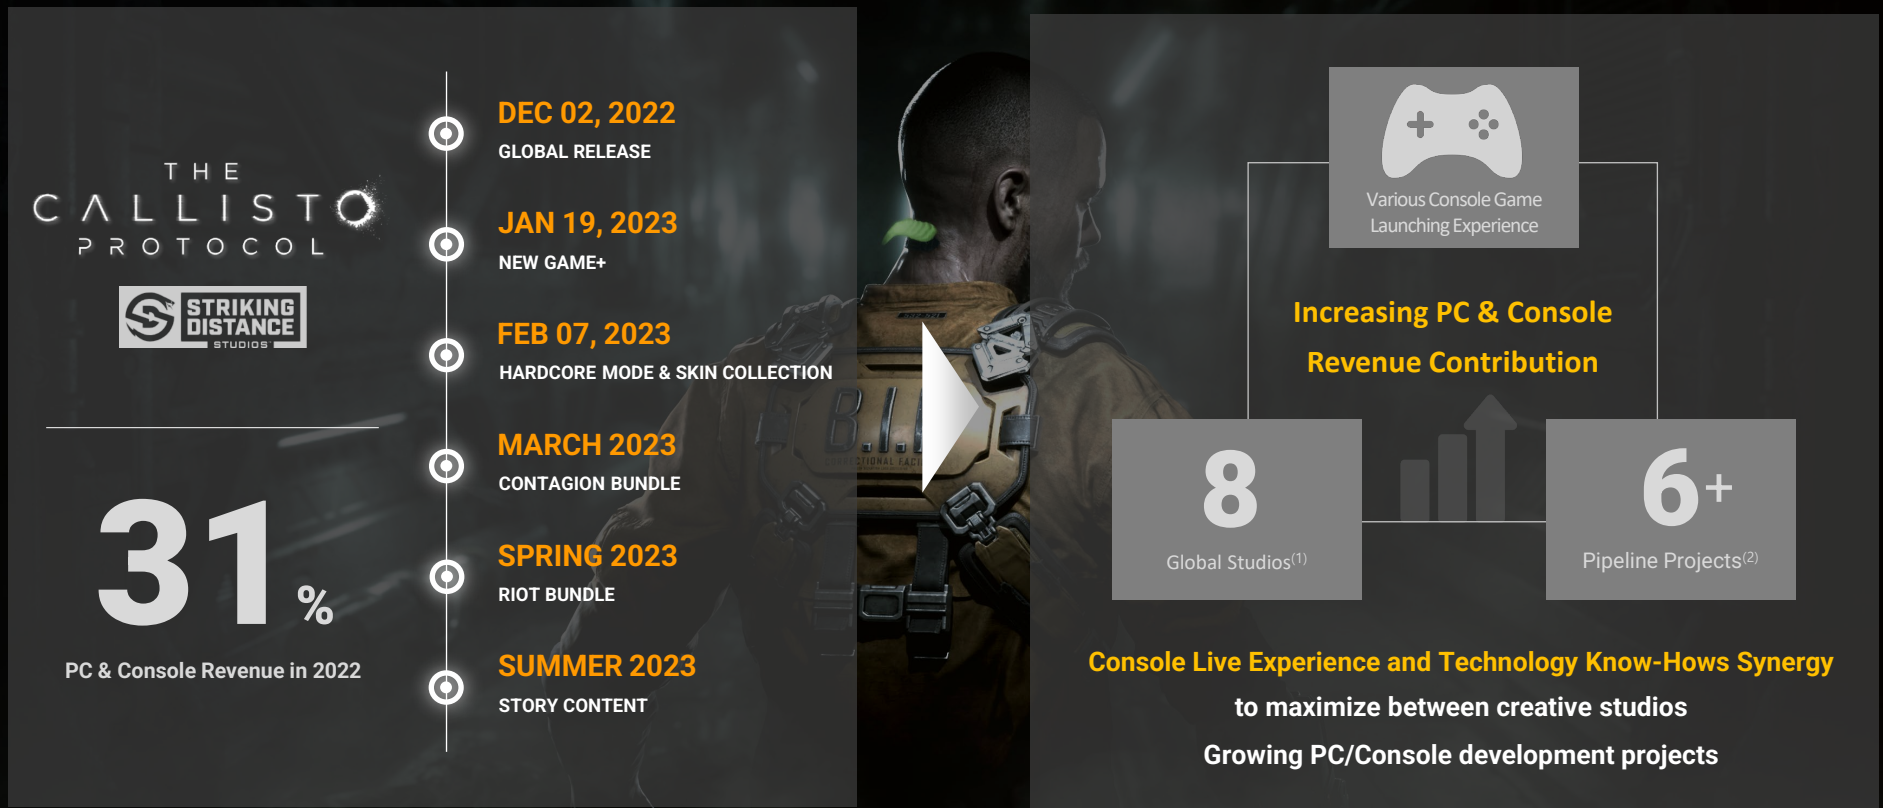 THE
CALLISTO
PROTOCOL
STRIKING
DISTANCE
STUDIOS
31%
PC & Console Revenue in 2022
DEC 02, 2022
GLOBAL RELEASE
JAN 19, 2023
NEW GAME+
FEB 07, 2023
HARDCORE MODE & SKIN COLLECTION
MARCH 2023
CONTAGION BUNDLE
SPRING 2023
RIOT BUNDLE
SUMMER 2023
STORY CONTENT
Various Console Game
Launching Experience
Increasing PC & Console
Revenue Contribution
8
Global Studios(1)
6+
Pipeline Projects(2)
Console Live Experience and Technology Know-Hows Synergy
to maximize between creative studios
Growing PC/Console development projects